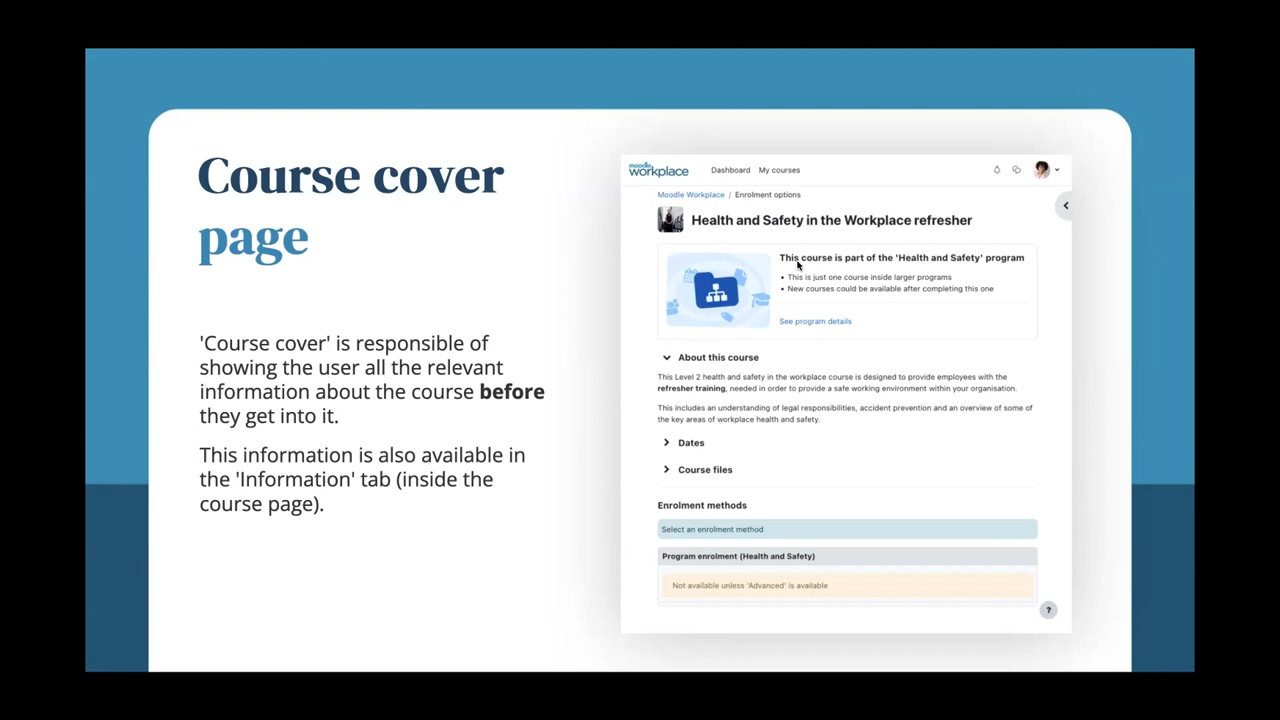 Course cover
page
'Course cover' is responsible of
showing the user all the relevant
information about the course before
they get into it.
This information is also available in
the 'Information' tab (inside the
course page).
moodle
workplace
Dashboard My courses
Moodle Workplace / Enrolment options
Health and Safety in the Workplace refresher
This course is part of the 'Health and Safety' program
• This is just one course inside larger programs
• New courses could be available after completing this one
See program details
About this course
This Level 2 health and safety in the workplace course is designed to provide employees with the
refresher training, needed in order to provide a safe working environment within your organisation.
This includes an understanding of legal responsibilities, accident prevention and an overview of some of
the key areas of workplace health and safety.
Dates
Course files
Enrolment methods
Select an enrolment method
Program enrolment (Health and Safety)
Not available unless 'Advanced' is available
?